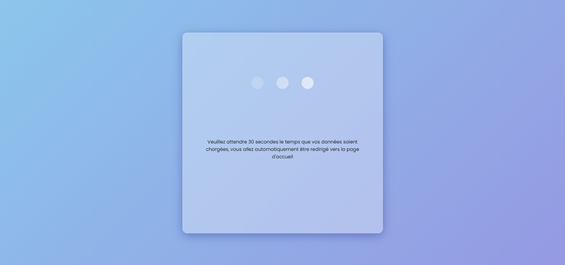 Veuillez attendre 30 secondes le temps que vos données soient
chargées, vous allez automatiquement être redirigé vers la page
d'accueil